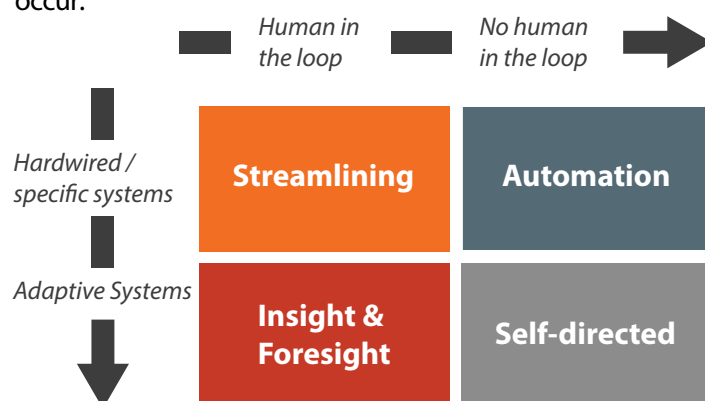 occur.
Human in
the loop
No human
in the loop
Hardwired /
specific systems
Streamlining
Automation
Adaptive Systems
Insight &
Foresight
Self-directed